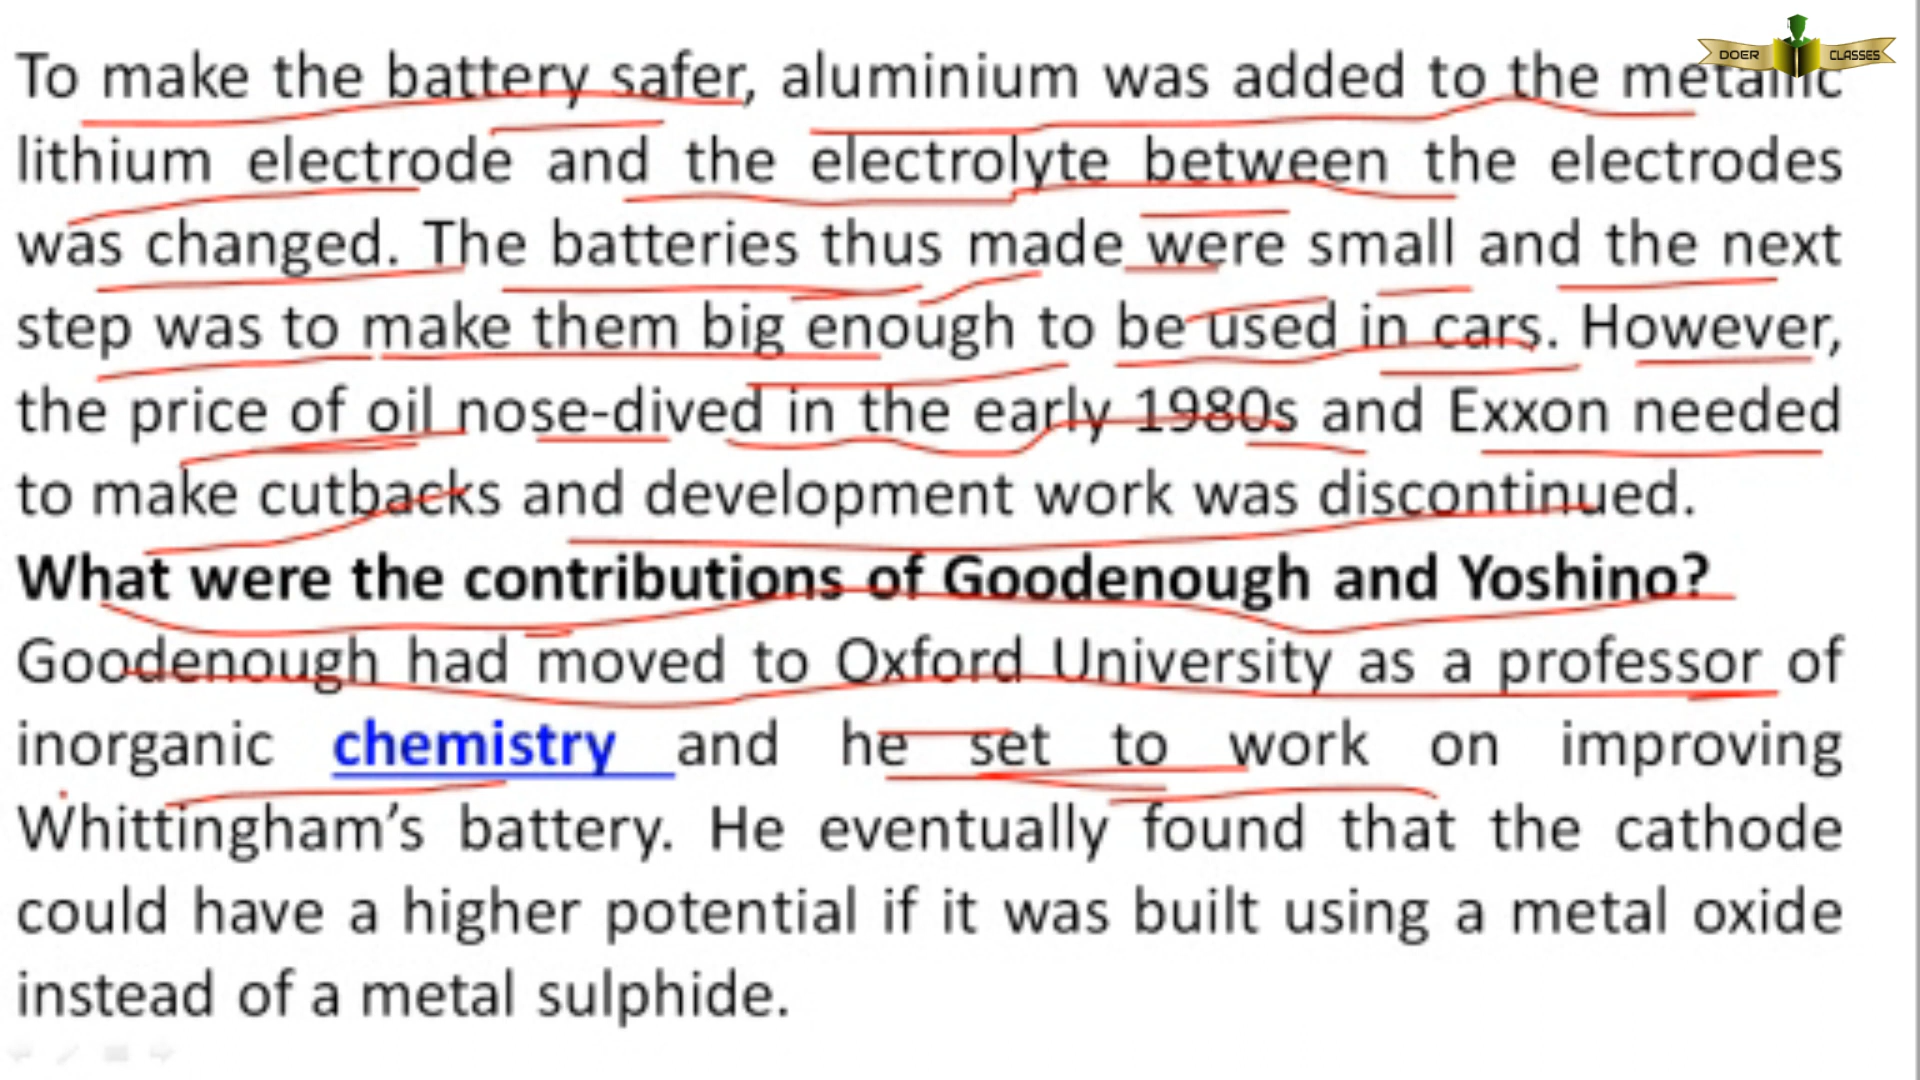 DOER CLASSES
To make the battery safer, aluminium was added to the metallic
lithium electrode and the electrolyte between the electrodes
was changed. The batteries thus made were small and the next
step was to make them big enough to be used in cars. However,
the price of oil nose-dived in the early 1980s and Exxon needed
to make cutbacks and development work was discontinued.
What were the contributions of Goodenough and Yoshino?
Goodenough had moved to Oxford University as a professor of
inorganic chemistry and he set to work on improving
Whittingham’s battery. He eventually found that the cathode
could have a higher potential if it was built using a metal oxide
instead of a metal sulphide.